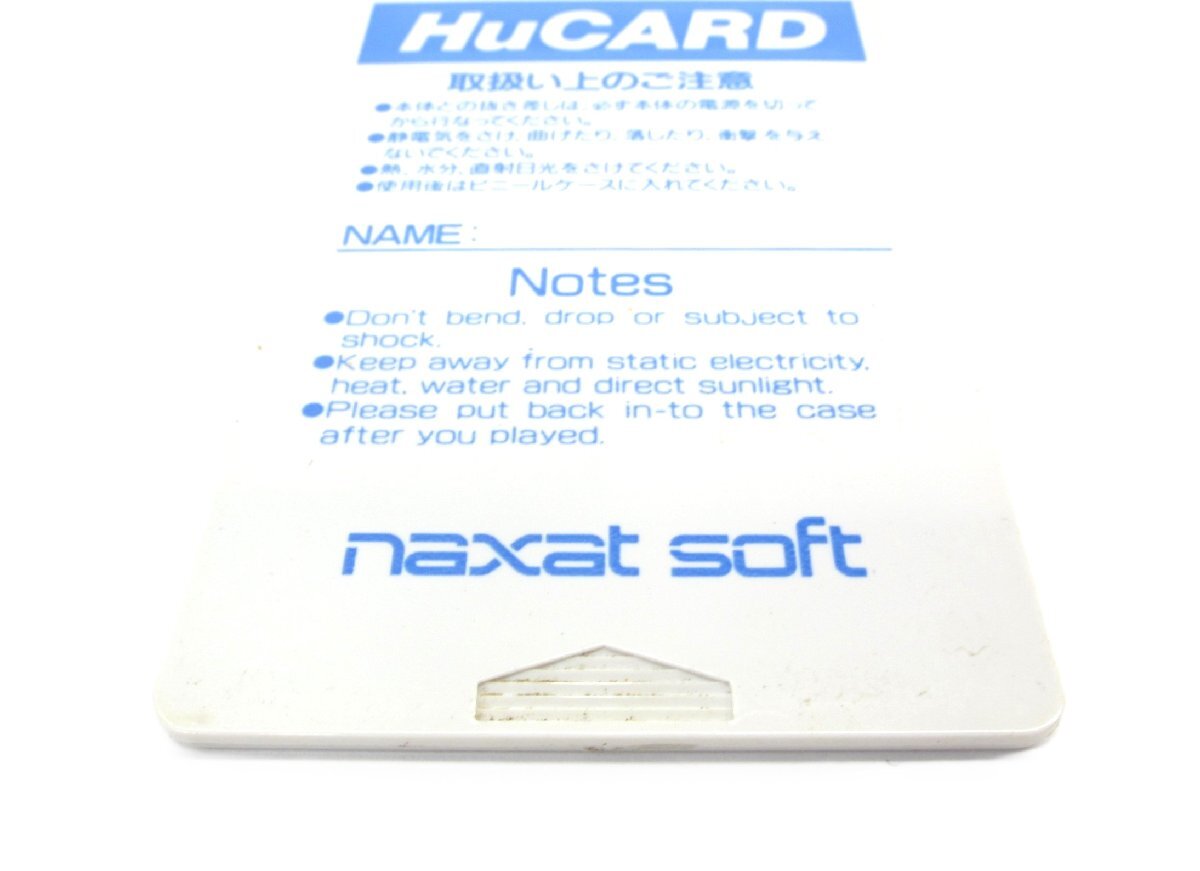 HuCARD
取扱い上のご注意
●本体との抜き差しは、必ず本体の電源を切って
から行なってください。
●静電気をさけ、曲げたり、落したり、衝撃を与え
ないでください。
●熱、水分、直射日光をさけてください。
●使用後はビニールケースに入れてください。
NAME:
Notes
●Don't bend, drop or subject to
shock.
●Keep away from static electricity,
heat, water and direct sunlight.
●Please put back in-to the case
after you played.
naxat soft